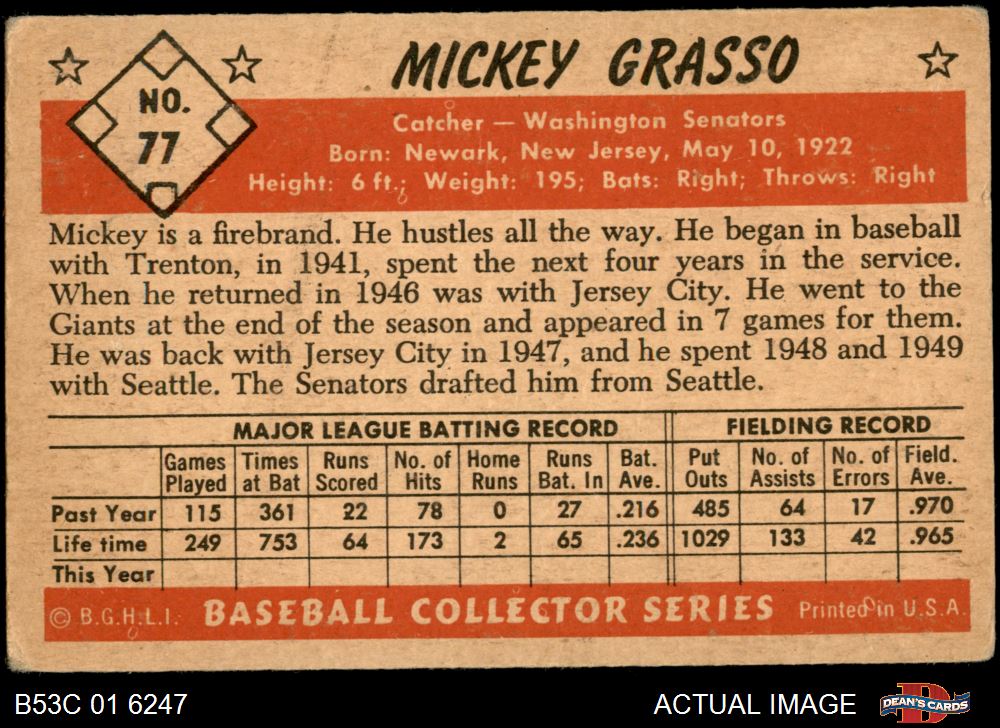 MICKEY GRASSO
NO.
77
Catcher — Washington Senators
Born: Newark, New Jersey, May 10, 1922
Height: 6 ft.; Weight: 195; Bats: Right; Throws: Right
Mickey is a firebrand. He hustles all the way. He began in baseball
with Trenton, in 1941, spent the next four years in the service.
When he returned in 1946 was with Jersey City. He went to the
Giants at the end of the season and appeared in 7 games for them.
He was back with Jersey City in 1947, and he spent 1948 and 1949
with Seattle. The Senators drafted him from Seattle.
MAJOR LEAGUE BATTING RECORD FIELDING RECORD
Games Times Runs No. of Home Runs Bat. Put No. of No. of Field.
Played at Bat Scored Hits Runs Bat. In Ave. Outs Assists Errors Ave.
Past Year 115 361 22 78 0 27 .216 485 64 17 .970
Life time 249 753 64 173 2 65 .236 1029 133 42 .965
This Year
© B.G.H.L.I. BASEBALL COLLECTOR SERIES Printed in U.S.A.
B53C 01 6247 ACTUAL IMAGE D DEAN'S CARDS